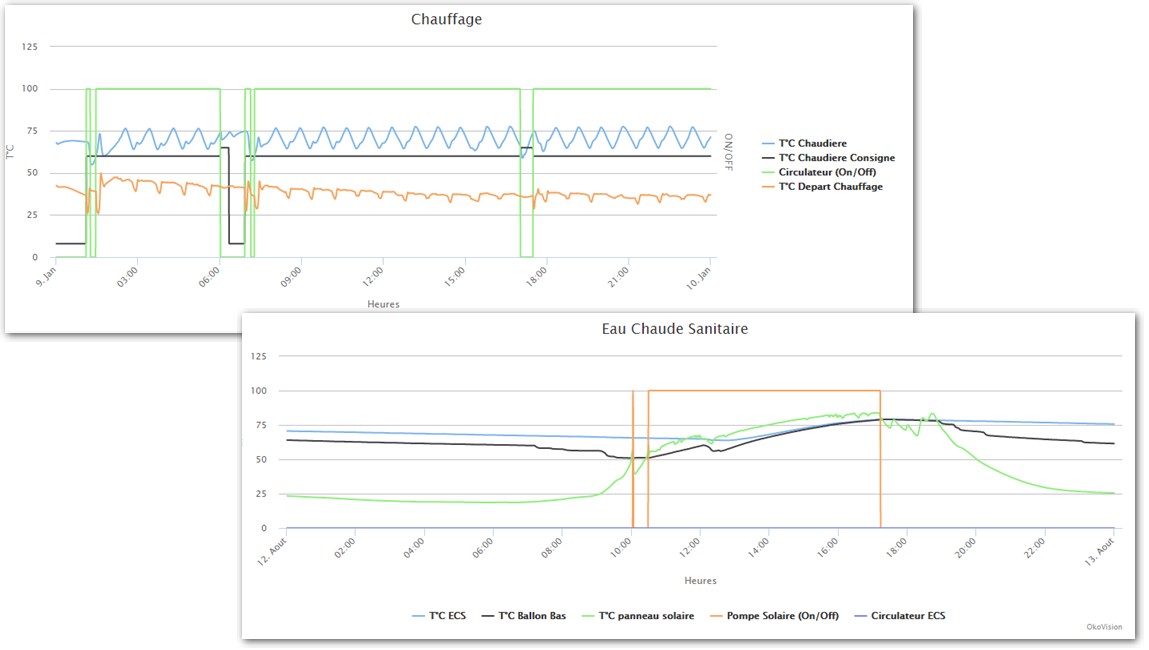 Chauffage
125
100
75
50
25
0
T°C
ON/OFF
9. Jan
03:00
06:00
09:00
12:00
15:00
18:00
21:00
10. Jan
Heures
T°C Chaudiere
T°C Chaudiere Consigne
Circulateur (On/Off)
T°C Depart Chauffage
Eau Chaude Sanitaire
125
100
75
50
25
0
12. Aout
02:00
04:00
06:00
08:00
10:00
12:00
14:00
16:00
18:00
20:00
22:00
13. Aout
Heures
T°C ECS
T°C Ballon Bas
T°C panneau solaire
Pompe Solaire (On/Off)
Circulateur ECS
OkoVision